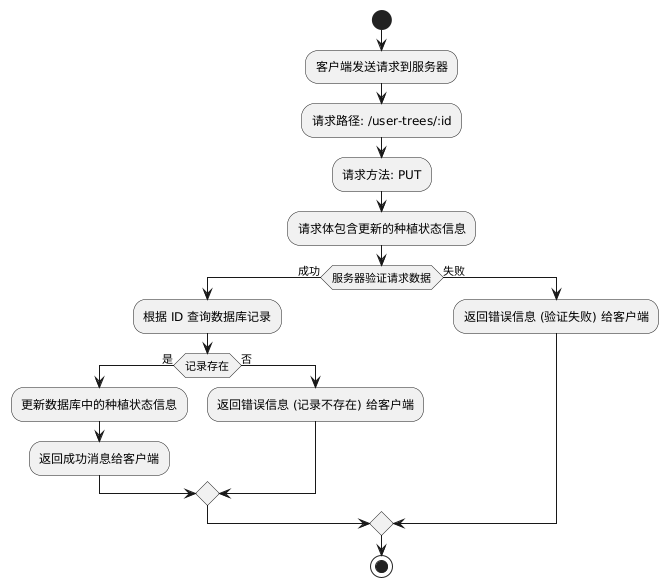 客户端发送请求到服务器
请求路径: /user-trees/:id
请求方法: PUT
请求体包含更新的种植状态信息
成功
服务器验证请求数据
失败
根据 ID 查询数据库记录
返回错误信息 (验证失败) 给客户端
是
记录存在
否
更新数据库中的种植状态信息
返回错误信息 (记录不存在) 给客户端
返回成功消息给客户端